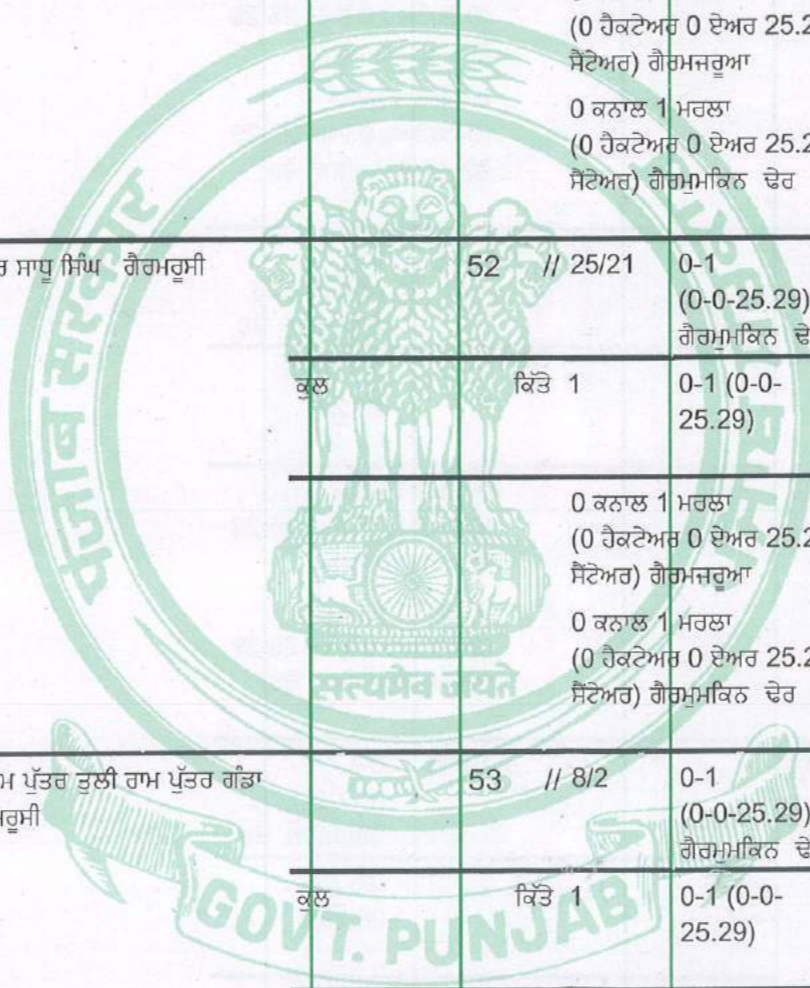 (0 ਹੈਕਟੇਅਰ 0 ਏਅਰ 25.2
ਸੈਂਟੇਅਰ) ਗੈਰਮਜਰੂਆ
0 ਕਨਾਲ 1 ਮਰਲਾ
(0 ਹੈਕਟੇਅਰ 0 ਏਅਰ 25.2
ਸੈਂਟੇਅਰ) ਗੈਰਮੁਮਕਿਨ ਢੇਰ
ਰ ਸਾਧੂ ਸਿੰਘ ਗੈਰਮਰੂਸੀ 52 // 25/21 0-1
(0-0-25.29)
ਗੈਰਮੁਮਕਿਨ ਢੇ
ਕੁਲ ਕਿੱਤੇ 1 0-1 (0-0-
25.29)
0 ਕਨਾਲ 1 ਮਰਲਾ
(0 ਹੈਕਟੇਅਰ 0 ਏਅਰ 25.2
ਸੈਂਟੇਅਰ) ਗੈਰਮਜਰੂਆ
0 ਕਨਾਲ 1 ਮਰਲਾ
(0 ਹੈਕਟੇਅਰ 0 ਏਅਰ 25.2
ਸੈਂਟੇਅਰ) ਗੈਰਮੁਮਕਿਨ ਢੇਰ
ਮ ਪੁੱਤਰ ਤੁਲੀ ਰਾਮ ਪੁੱਤਰ ਗੰਡਾ 53 // 8/2 0-1
ਰੂਸੀ (0-0-25.29)
ਗੈਰਮੁਮਕਿਨ ਢੇ
ਕੁਲ ਕਿੱਤੇ 1 0-1 (0-0-
25.29)
ਪੰਜਾਬ ਸਰਕਾਰ
सत्यमेव जयते
GOVT. PUNJAB